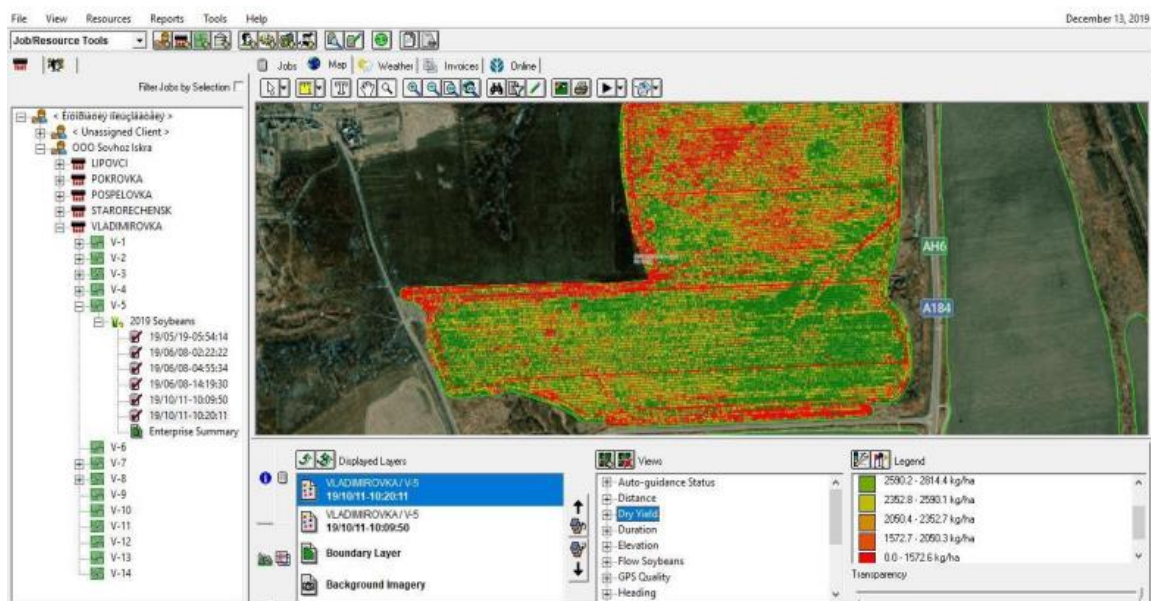 File View Resources Reports Tools Help December 13, 2019
Job/Resource Tools
Jobs Map Weather Invoices Online
Filter Jobs by Selection
< Unassigned Client >
OOO Sovhoz Iskra
LIPOVCI
POKROVKA
POSPELOVKA
STARORECHENSK
VLADIMIROVKA
V-1
V-2
V-3
V-4
V-5
2019 Soybeans
19/05/19-05:54:14
19/06/08-02:22:22
19/06/08-04:55:34
19/06/08-14:19:30
19/10/11-10:09:50
19/10/11-10:20:11
Enterprise Summary
V-6
V-7
V-8
V-9
V-10
V-11
V-12
V-13
V-14
AH6
A184
Displayed Layers
VLADIMIROVKA / V-5
19/10/11-10:20:11
VLADIMIROVKA / V-5
19/10/11-10:09:50
Boundary Layer
Background Imagery
Views
Auto-guidance Status
Distance
Dry Yield
Duration
Elevation
Flow Soybeans
GPS Quality
Heading
Legend
2590.2 - 2814.4 kg/ha
2352.8 - 2590.1 kg/ha
2050.4 - 2352.7 kg/ha
1572.7 - 2050.3 kg/ha
0.0 - 1572.6 kg/ha
Transparency